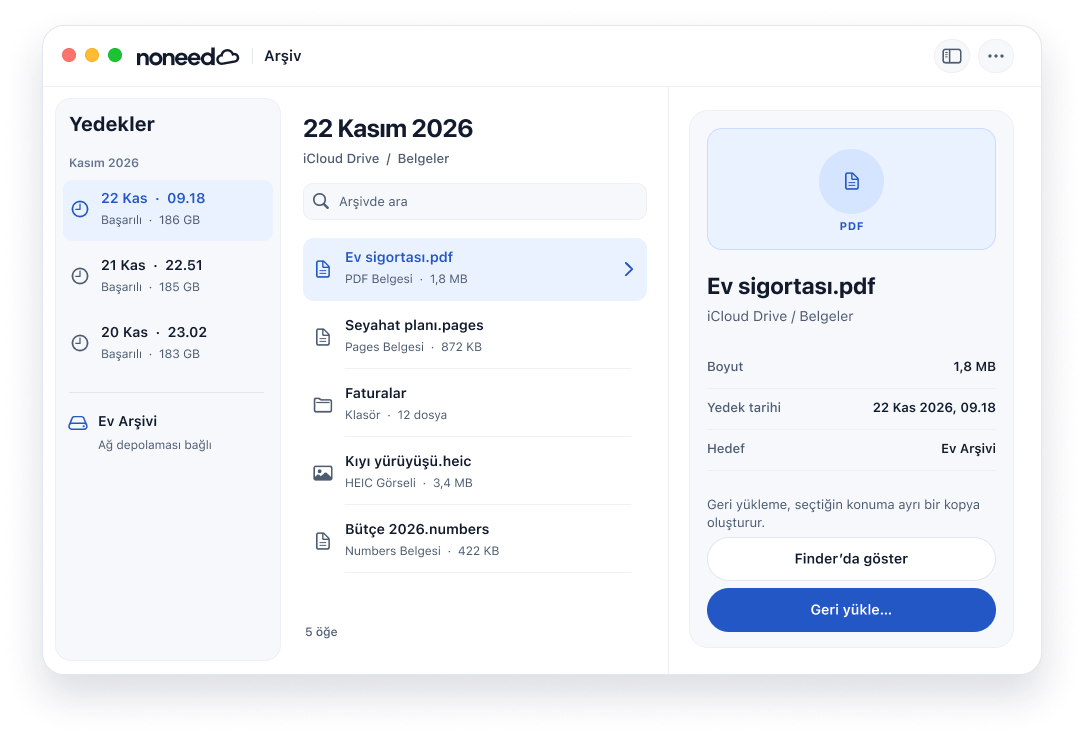 noneed
Arşiv
Yedekler
Kasım 2026
22 Kas · 09.18
Başarılı · 186 GB
21 Kas · 22.51
Başarılı · 185 GB
20 Kas · 23.02
Başarılı · 183 GB
Ev Arşivi
Ağ depolaması bağlı
22 Kasım 2026
iCloud Drive / Belgeler
Arşivde ara
Ev sigortası.pdf
PDF Belgesi · 1,8 MB
Seyahat planı.pages
Pages Belgesi · 872 KB
Faturalar
Klasör · 12 dosya
Kıyı yürüyüşü.heic
HEIC Görseli · 3,4 MB
Bütçe 2026.numbers
Numbers Belgesi · 422 KB
5 öğe
PDF
Ev sigortası.pdf
iCloud Drive / Belgeler
Boyut 1,8 MB
Yedek tarihi 22 Kas 2026, 09.18
Hedef Ev Arşivi
Geri yükleme, seçtiğin konuma ayrı bir kopya
oluşturur.
Finder’da göster
Geri yükle...